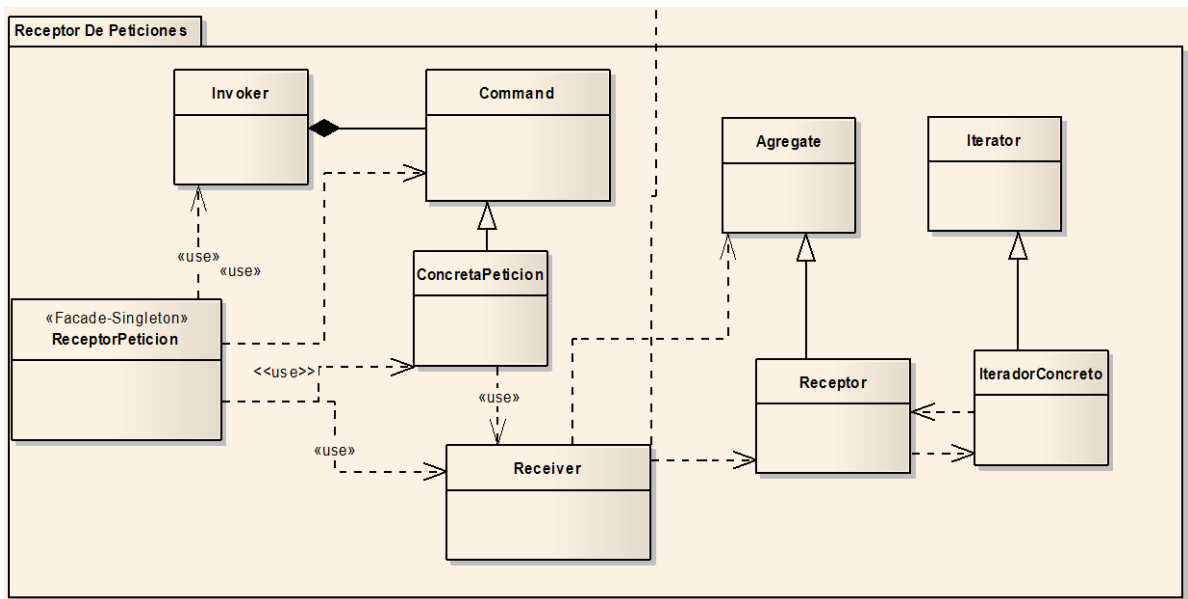 Receptor De Peticiones
Invoker
Command
Agregate
Iterator
«use»
«use»
ConcretaPeticion
«Facade-Singleton»
ReceptorPeticion
<<use>>
«use»
Receptor
IteradorConcreto
«use»
Receiver